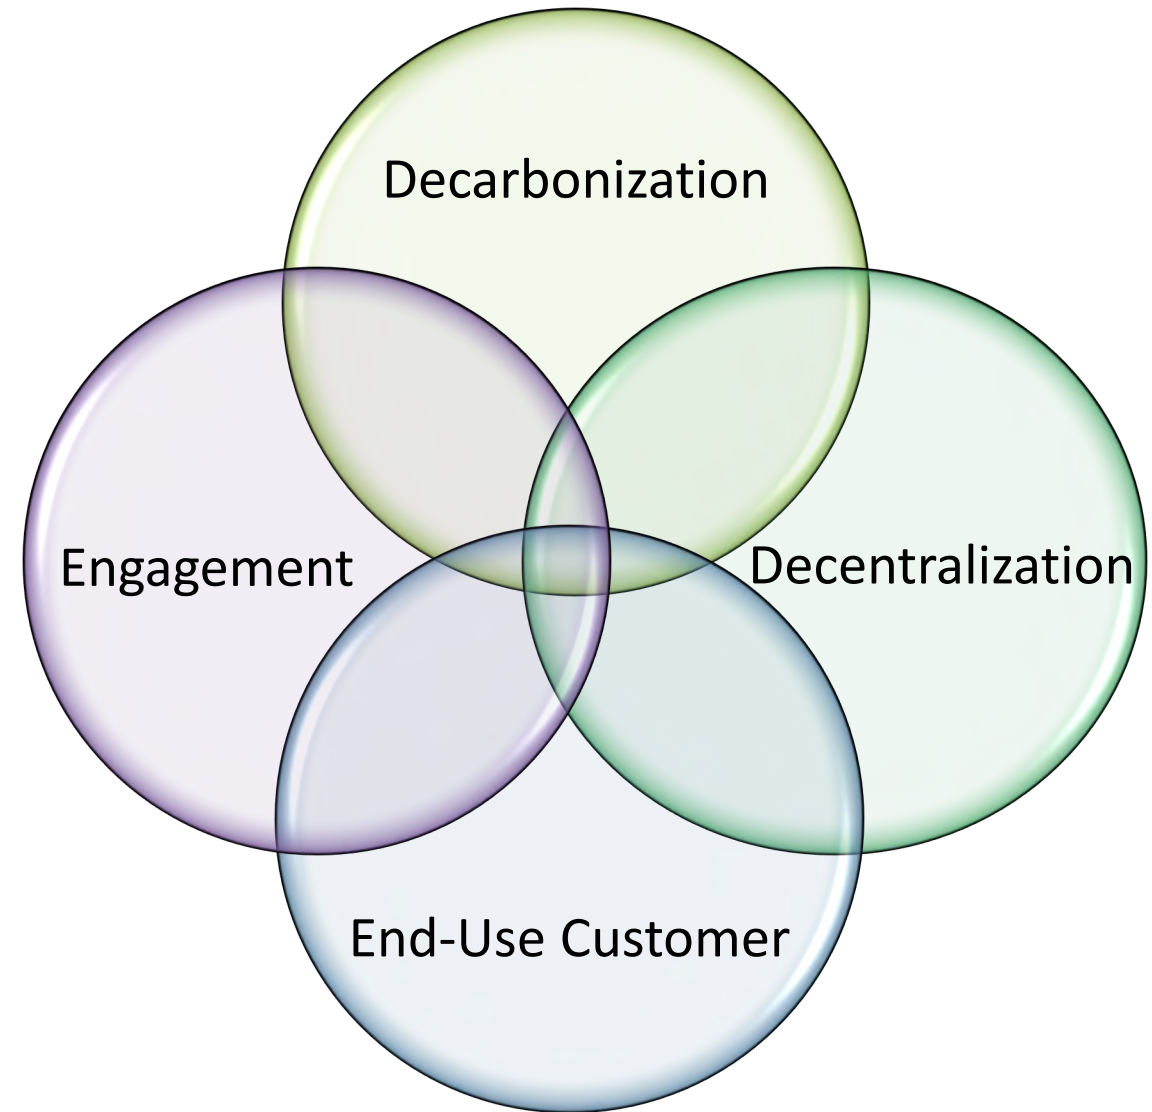 Decarbonization
Engagement
Decentralization
End-Use Customer